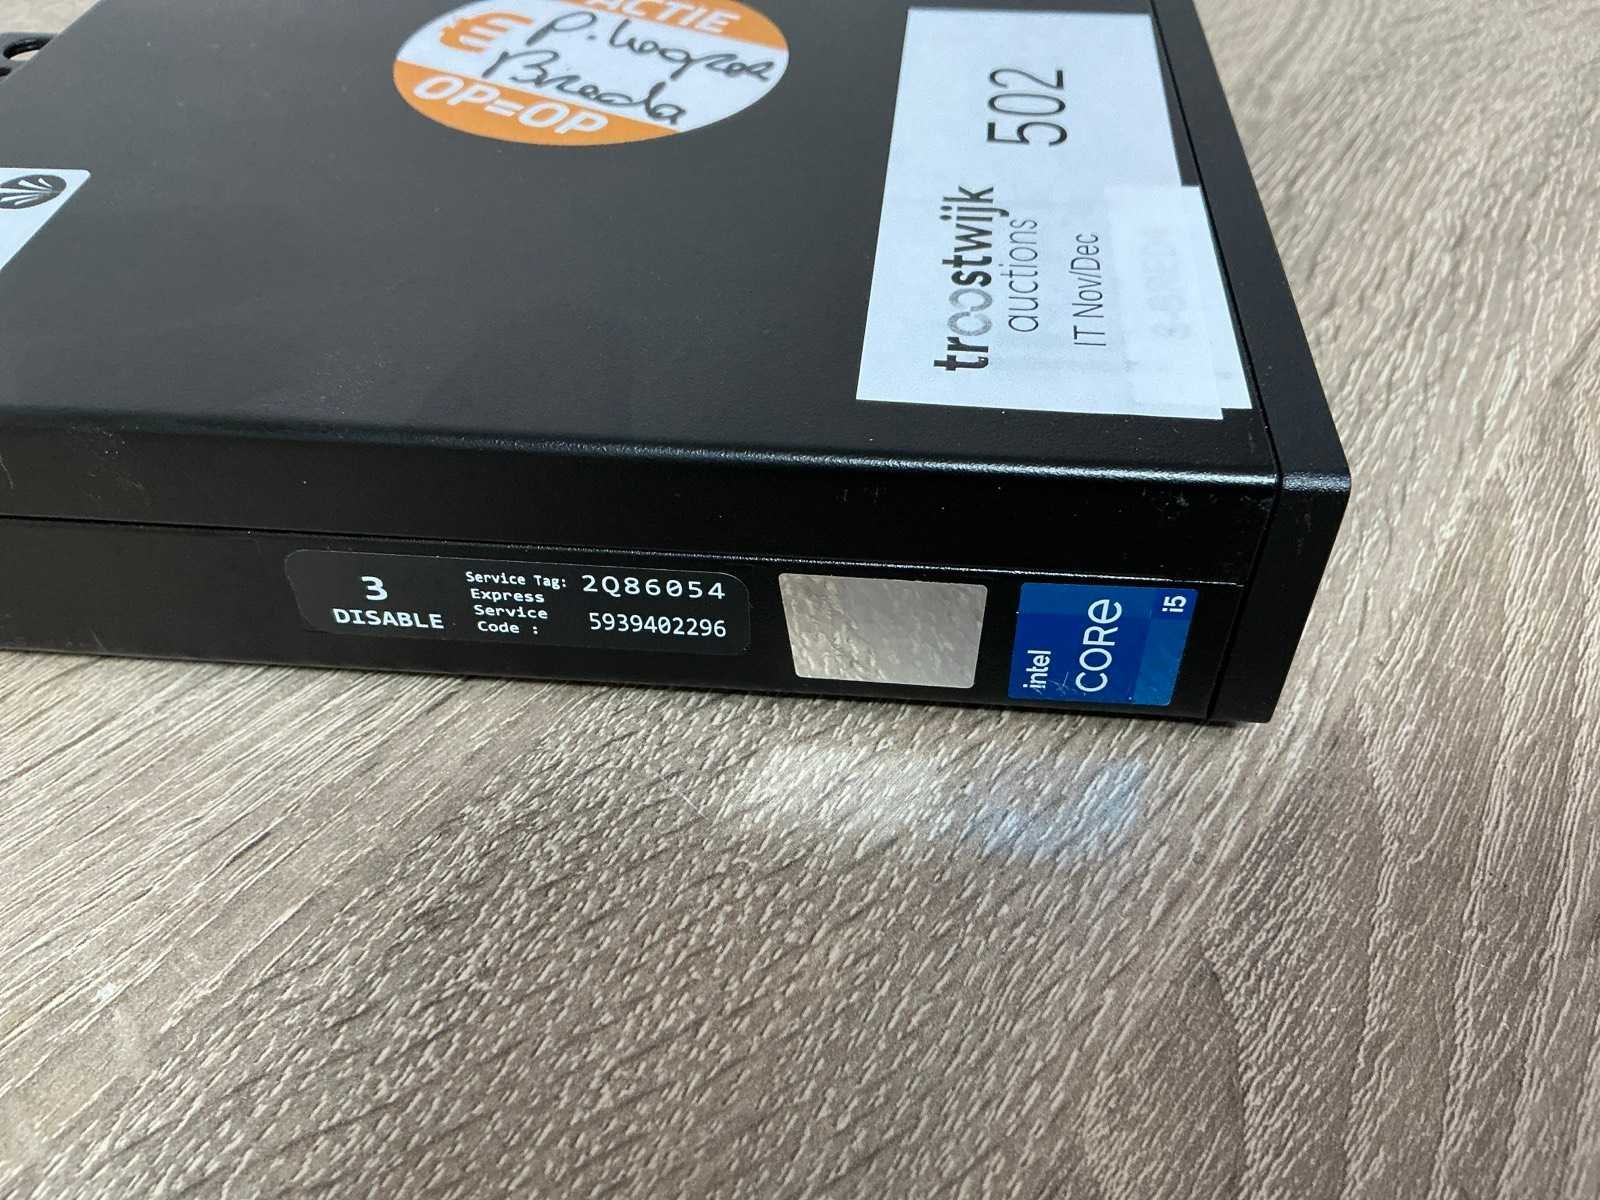 ACTIE
Breda
OP=OP
502
troostwijk
auctions
IT Nov/Dec
3
DISABLE
Service Tag: 2Q86054
Express
Service
Code : 5939402296
intel
CORE
i5